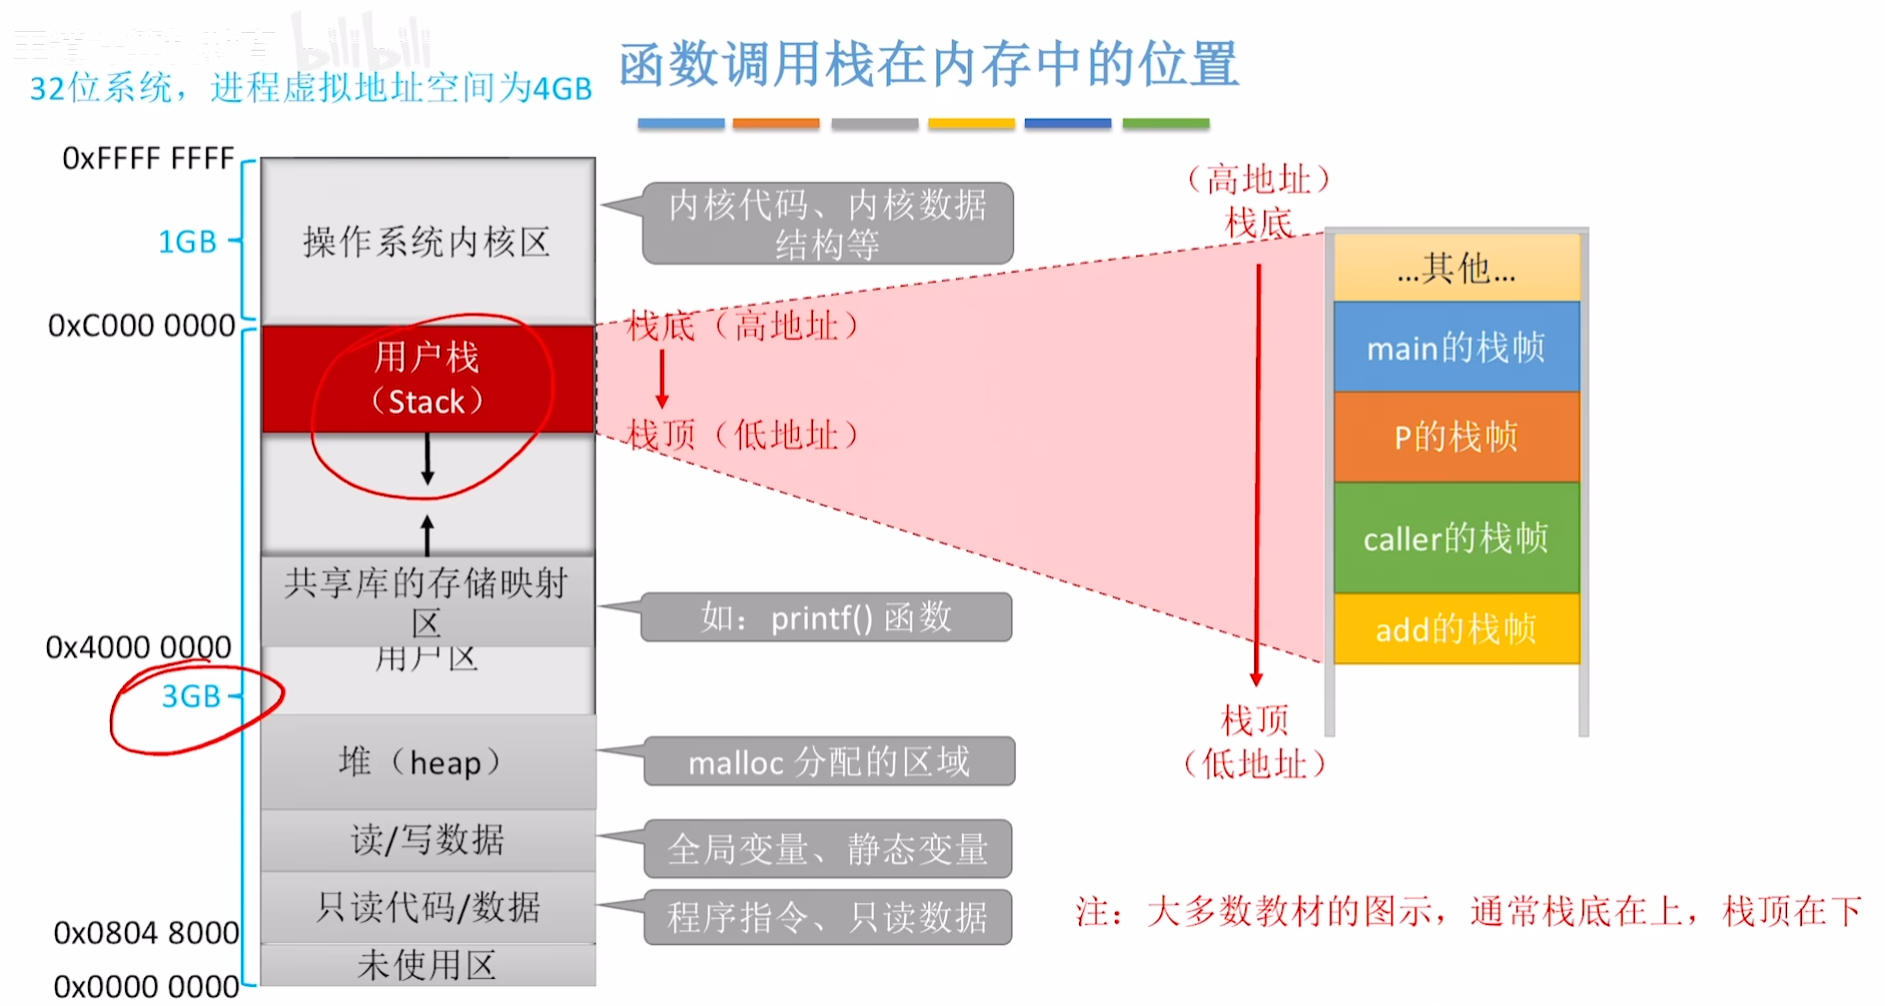 bilibili
函数调用栈在内存中的位置
32位系统，进程虚拟地址空间为4GB
0xFFFF FFFF
1GB
0xC000 0000
0x4000 0000
3GB
0x0804 8000
0x0000 0000
操作系统内核区
用户栈
（Stack）
共享库的存储映射
区
用户区
堆（heap）
读/写数据
只读代码/数据
未使用区
内核代码、内核数据
结构等
栈底（高地址）
栈顶（低地址）
如：printf() 函数
malloc 分配的区域
全局变量、静态变量
程序指令、只读数据
（高地址）
栈底
栈顶
（低地址）
...其他...
main的栈帧
P的栈帧
caller的栈帧
add的栈帧
注：大多数教材的图示，通常栈底在上，栈顶在下